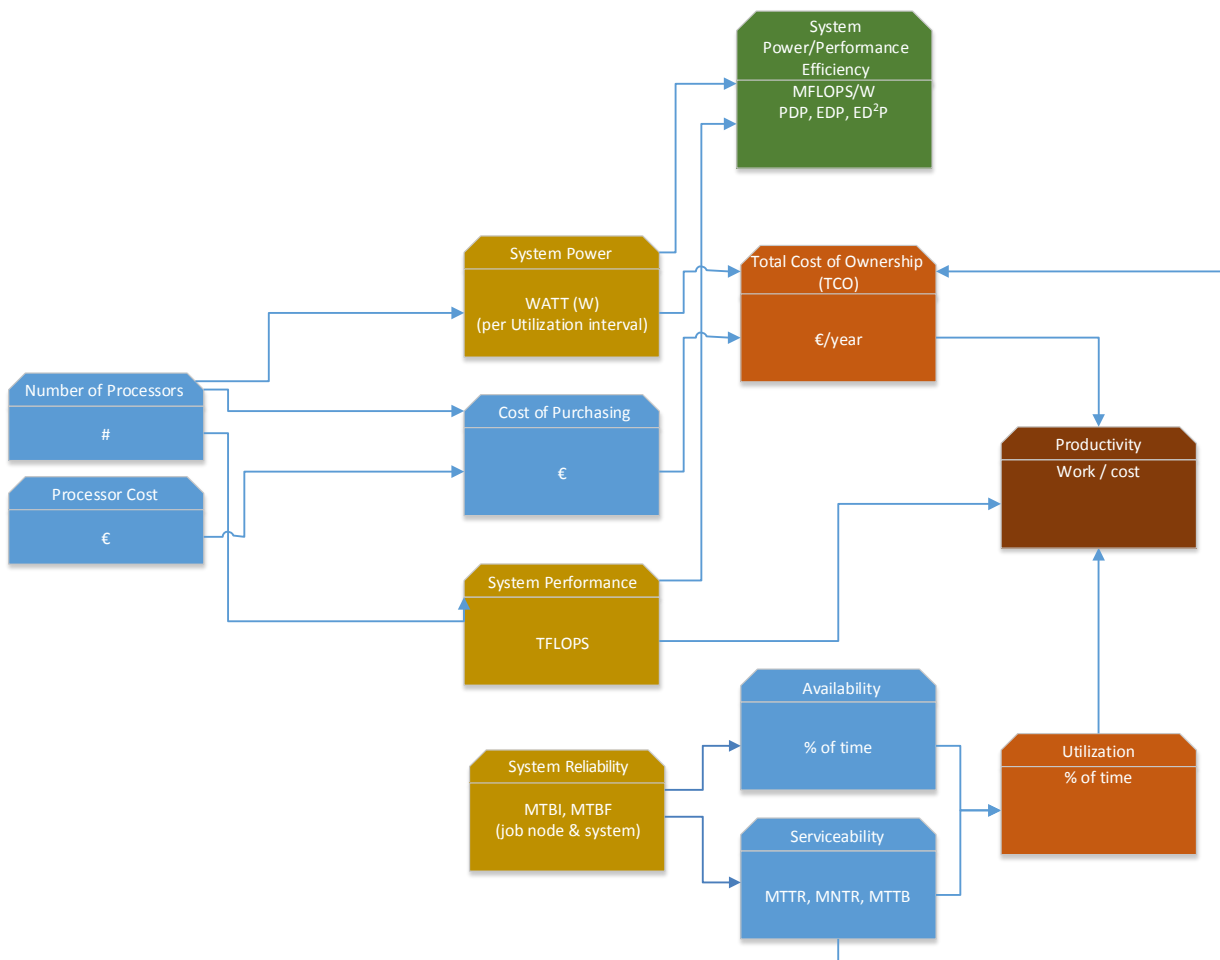 System
Power/Performance
Efficiency
MFLOPS/W
PDP, EDP, ED²P
System Power
WATT (W)
(per Utilization interval)
Total Cost of Ownership
(TCO)
€/year
Number of Processors
#
Cost of Purchasing
€
Processor Cost
€
Productivity
Work / cost
System Performance
TFLOPS
Availability
% of time
System Reliability
MTBI, MTBF
(job node & system)
Utilization
% of time
Serviceability
MTTR, MNTR, MTTB